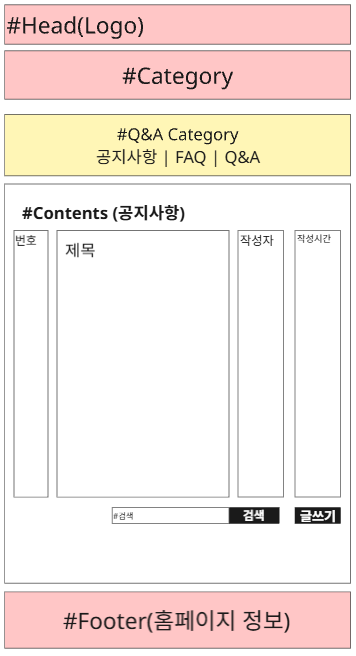 #Head(Logo)
#Category
#Q&A Category
공지사항 | FAQ | Q&A
#Contents (공지사항)
번호
제목
작성자
작성시간
#검색
검색
글쓰기
#Footer(홈페이지 정보)